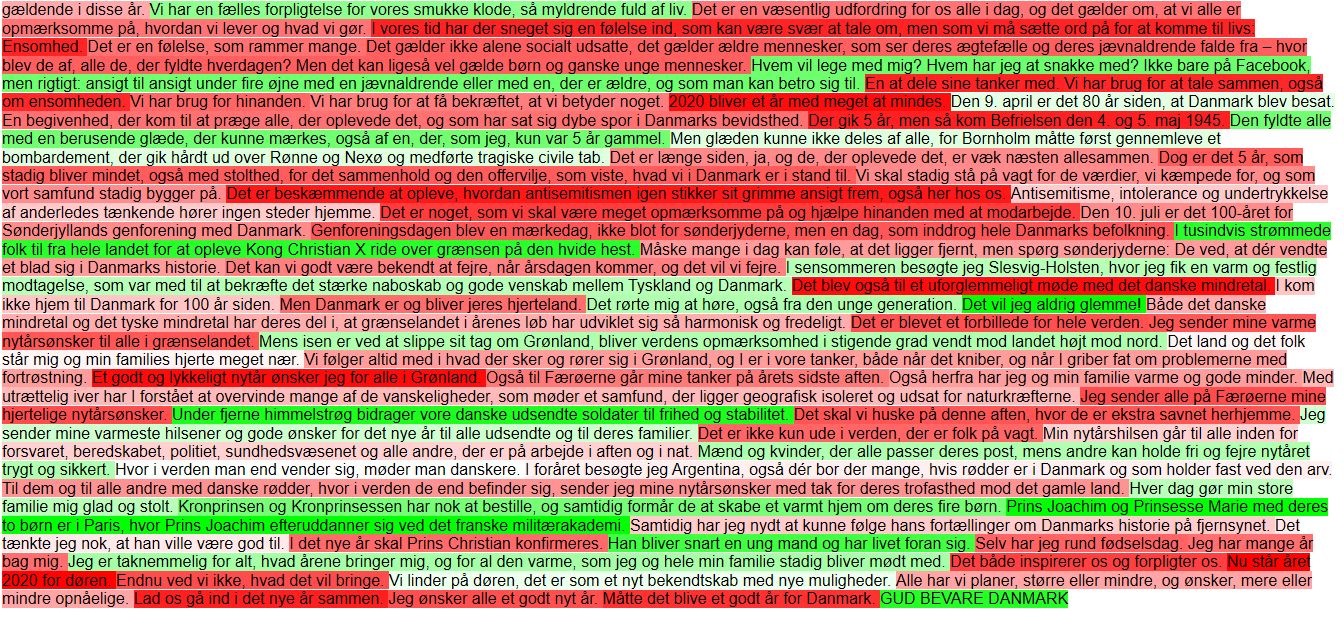 gældende i disse år. Vi har en fælles forpligtelse for vores smukke klode, så myldrende fuld af liv. Det er en væsentlig udfordring for os alle i dag, og det gælder om, at vi alle er
opmærksomme på, hvordan vi lever og hvad vi gør. I vores tid har der sneget sig en følelse ind, som kan være svær at tale om, men som vi må sætte ord på for at komme til livs.
Ensomhed. Det er en følelse, som rammer mange. Det gælder ikke alene socialt udsatte, det gælder ældre mennesker, som ser deres ægtefælle og deres jævnaldrende falde fra – hvor
blev de af, alle de, der fyldte hverdagen? Men det kan ligeså vel gælde børn og ganske unge mennesker. Hvem vil lege med mig? Hvem har jeg at snakke med? Ikke bare på Facebook,
men rigtigt: ansigt til ansigt under fire øjne med en jævnaldrende eller med en, der er ældre, og som man kan betro sig til. En at dele sine tanker med. Vi har brug for at tale sammen, også
om ensomheden. Vi har brug for hinanden. Vi har brug for at få bekræftet, at vi betyder noget. 2020 bliver et år med meget at mindes. Den 9. april er det 80 år siden, at Danmark blev besat.
En begivenhed, der kom til at præge alle, der oplevede det, og som har sat sig dybe spor i Danmarks bevidsthed. Der gik 5 år, men så kom Befrielsen den 4. og 5. maj 1945. Den fyldte alle
med en berusende glæde, der kunne mærkes, også af en, der, som jeg, kun var 5 år gammel. Men glæden kunne ikke deles af alle, for Bornholm måtte først gennemleve et
bombardement, der gik hårdt ud over Rønne og Nexø og medførte tragiske civile tab. Det er længe siden, ja, og de, der oplevede det, er væk næsten allesammen. Dog er det 5 år, som
stadig bliver mindet, også med stolthed, for det sammenhold og den offervilje, som viste, hvad vi i Danmark er i stand til. Vi skal stadig stå på vagt for de værdier, vi kæmpede for, og som
vort samfund stadig bygger på. Det er beskæmmende at opleve, hvordan antisemitismen igen stikker sit grimme ansigt frem, også her hos os. Antisemitisme, intolerance og undertrykkelse
af anderledes tænkende hører ingen steder hjemme. Det er noget, som vi skal være meget opmærksomme på og hjælpe hinanden med at modarbejde. Den 10. juli er det 100-året for
Sønderjyllands genforening med Danmark. Genforeningsdagen blev en mærkedag, ikke blot for sønderjyderne, men en dag, som inddrog hele Danmarks befolkning. I tusindvis strømmede
folk til fra hele landet for at opleve Kong Christian X ride over grænsen på den hvide hest. Måske mange i dag kan føle, at det ligger fjernt, men spørg sønderjyderne: De ved, at dér vendte
et blad sig i Danmarks historie. Det kan vi godt være bekendt at fejre, når årsdagen kommer, og det vil vi fejre. I sensommeren besøgte jeg Slesvig-Holsten, hvor jeg fik en varm og festlig
modtagelse, som var med til at bekræfte det stærke naboskab og gode venskab mellem Tyskland og Danmark. Det blev også til et uforglemmeligt møde med det danske mindretal. I kom
ikke hjem til Danmark for 100 år siden. Men Danmark er og bliver jeres hjerteland. Det rørte mig at høre, også fra den unge generation. Det vil jeg aldrig glemme! Både det danske
mindretal og det tyske mindretal har deres del i, at grænselandet i årenes løb har udviklet sig så harmonisk og fredeligt. Det er blevet et forbillede for hele verden. Jeg sender mine varme
nytårsønsker til alle i grænselandet. Mens isen er ved at slippe sit tag om Grønland, bliver verdens opmærksomhed i stigende grad vendt mod landet højt mod nord. Det land og det folk
står mig og min families hjerte meget nær. Vi følger altid med i hvad der sker og rører sig i Grønland, og I er i vore tanker, både når det kniber, og når I griber fat om problemerne med
fortrøstning. Et godt og lykkeligt nytår ønsker jeg for alle i Grønland. Også til Færøerne går mine tanker på årets sidste aften. Også herfra har jeg og min familie varme og gode minder. Med
utrættelig iver har I forstået at overvinde mange af de vanskeligheder, som møder et samfund, der ligger geografisk isoleret og udsat for naturkræfterne. Jeg sender alle på Færøerne mine
hjertelige nytårsønsker. Under fjerne himmelstrøg bidrager vore danske udsendte soldater til frihed og stabilitet. Det skal vi huske på denne aften, hvor de er ekstra savnet herhjemme. Jeg
sender mine varmeste hilsener og gode ønsker for det nye år til alle udsendte og til deres familier. Det er ikke kun ude i verden, der er folk på vagt. Min nytårshilsen går til alle inden for
forsvaret, beredskabet, politiet, sundhedsvæsenet og alle andre, der er på arbejde i aften og i nat. Mænd og kvinder, der alle passer deres post, mens andre kan holde fri og fejre nytåret
trygt og sikkert. Hvor i verden man end vender sig, møder man danskere. I foråret besøgte jeg Argentina, også dér bor der mange, hvis rødder er i Danmark og som holder fast ved den arv.
Til dem og til alle andre med danske rødder, hvor i verden de end befinder sig, sender jeg mine nytårsønsker med tak for deres trofasthed mod det gamle land. Hver dag gør min store
familie mig glad og stolt. Kronprinsen og Kronprinsessen har nok at bestille, og samtidig formår de at skabe et varmt hjem om deres fire børn. Prins Joachim og Prinsesse Marie med deres
to børn er i Paris, hvor Prins Joachim efteruddanner sig ved det franske militærakademi. Samtidig har jeg nydt at kunne følge hans fortællinger om Danmarks historie på fjernsynet. Det
tænkte jeg nok, at han ville være god til. I det nye år skal Prins Christian konfirmeres. Han bliver snart en ung mand og har livet foran sig. Selv har jeg rund fødselsdag. Jeg har mange år
bag mig. Jeg er taknemmelig for alt, hvad årene bringer mig, og for al den varme, som jeg og hele min familie stadig bliver mødt med. Det både inspirerer os og forpligter os. Nu står året
2020 for døren. Endnu ved vi ikke, hvad det vil bringe. Vi linder på døren, det er som et nyt bekendtskab med nye muligheder. Alle har vi planer, større eller mindre, og ønsker, mere eller
mindre opnåelige. Lad os gå ind i det nye år sammen. Jeg ønsker alle et godt nyt år. Måtte det blive et godt år for Danmark. GUD BEVARE DANMARK